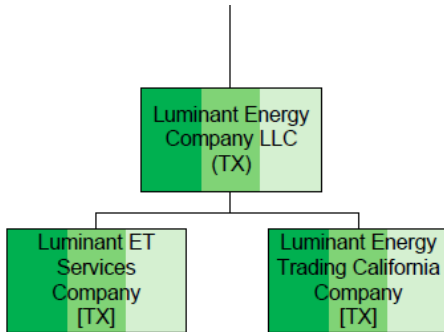 Luminant Energy
Company LLC
(TX)
Luminant ET
Services
Company
[TX]
Luminant Energy
Trading California
Company
[TX]